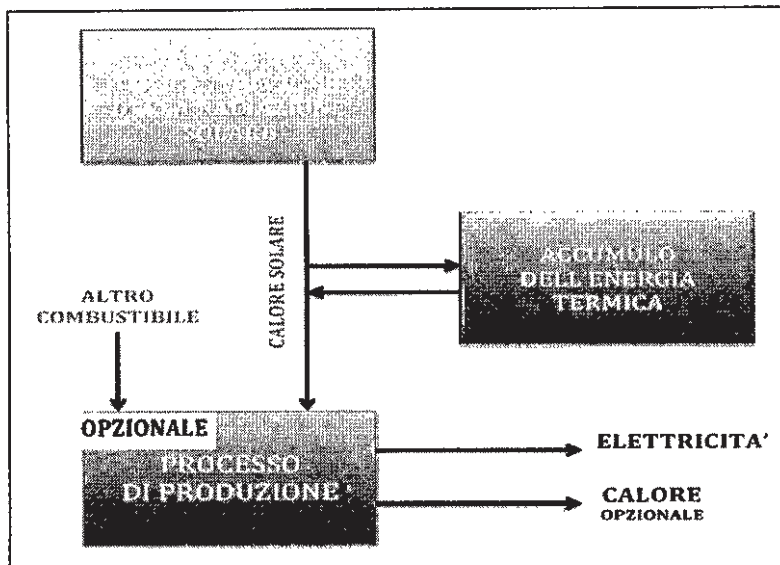 SOLARE
CALORE SOLARE
ACCUMULO
DELL'ENERGIA
TERMICA
ALTRO
COMBUSTIBILE
OPZIONALE
PROCESSO
DI PRODUZIONE
ELETTRICITA'
CALORE
OPZIONALE